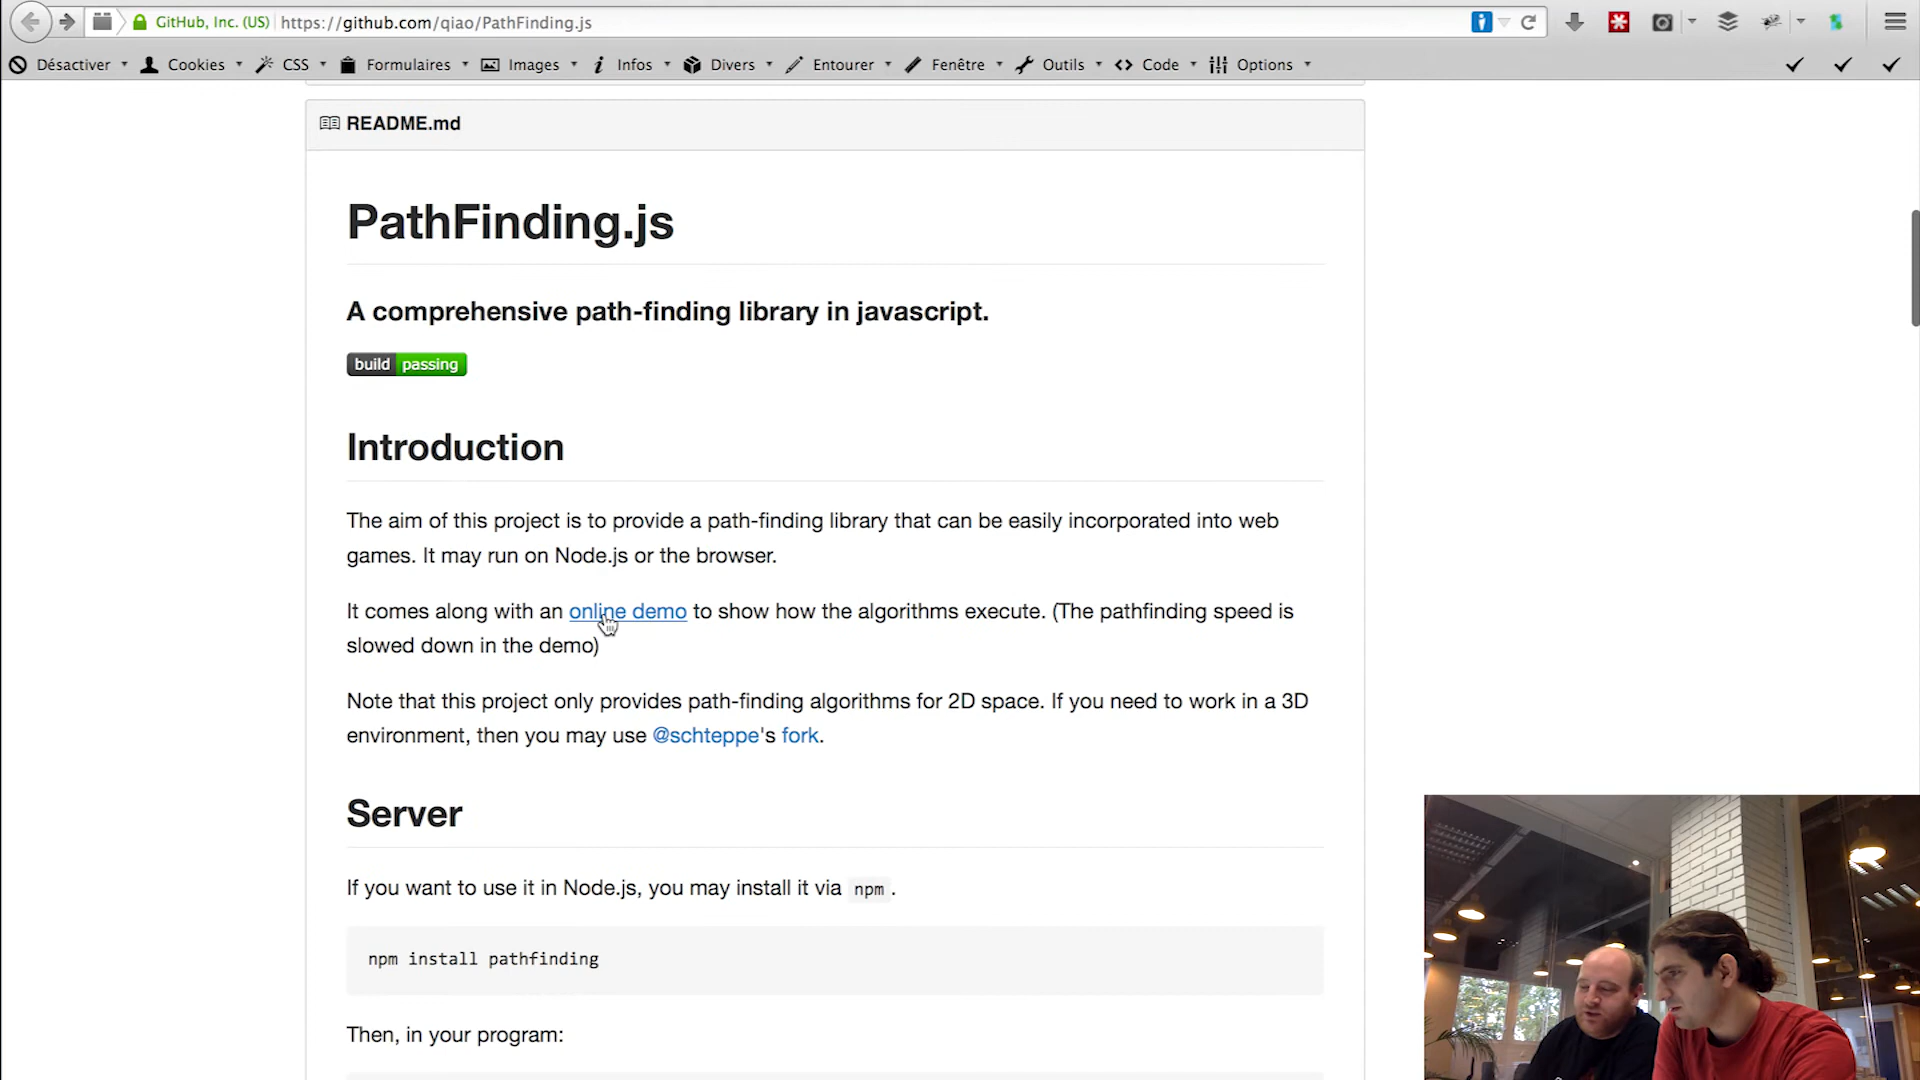 GitHub, Inc. (US) https://github.com/qiao/PathFinding.js
Désactiver Cookies CSS Formulaires Images Infos Divers Entourer Fenêtre Outils Code Options
README.md
PathFinding.js
A comprehensive path-finding library in javascript.
build passing
Introduction
The aim of this project is to provide a path-finding library that can be easily incorporated into web
games. It may run on Node.js or the browser.
It comes along with an online demo to show how the algorithms execute. (The pathfinding speed is
slowed down in the demo)
Note that this project only provides path-finding algorithms for 2D space. If you need to work in a 3D
environment, then you may use @schteppe's fork.
Server
If you want to use it in Node.js, you may install it via npm.
npm install pathfinding
Then, in your program: